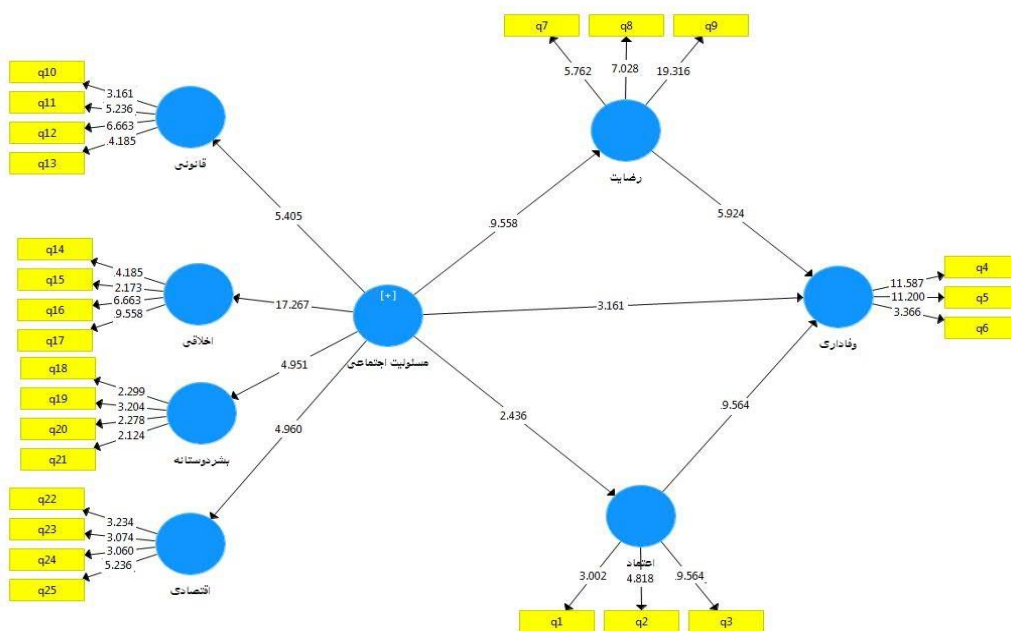 q7
q8
q9
5.762
7.028
19.316
رضایت
q10
q11
q12
q13
3.161
5.236
6.663
4.185
قانونی
5.405
9.558
5.924
q14
q15
q16
q17
4.185
2.173
6.663
9.558
اخلاقی
17.267
[+]
مسئولیت اجتماعی
3.161
q4
q5
q6
11.587
11.200
3.366
وفاداری
q18
q19
q20
q21
2.299
3.204
2.278
2.124
بشردوستانه
4.951
4.960
2.436
9.564
q22
q23
q24
q25
3.234
3.074
3.060
5.236
اقتصادی
اعتماد
3.002
4.818
9.564
q1
q2
q3